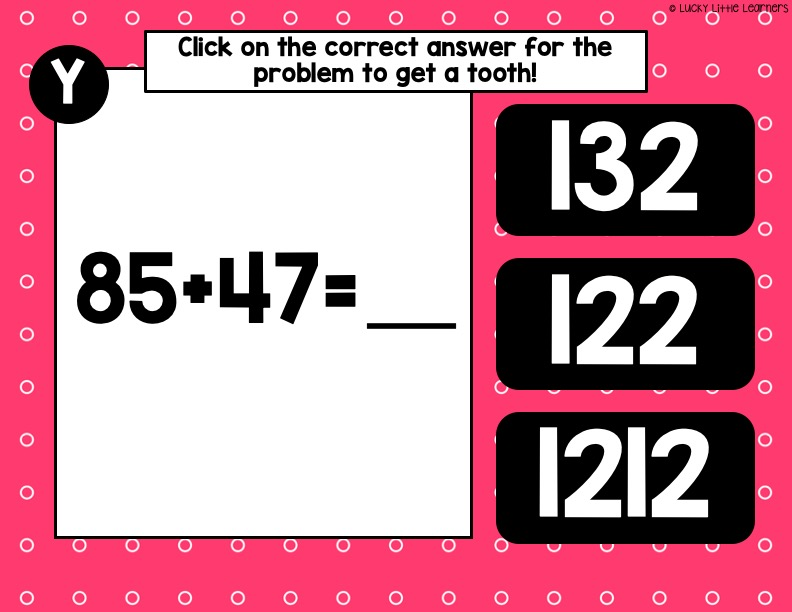 © Lucky Little Learners
Click on the correct answer for the
problem to get a tooth!
Y
85+47=___
132
122
1212